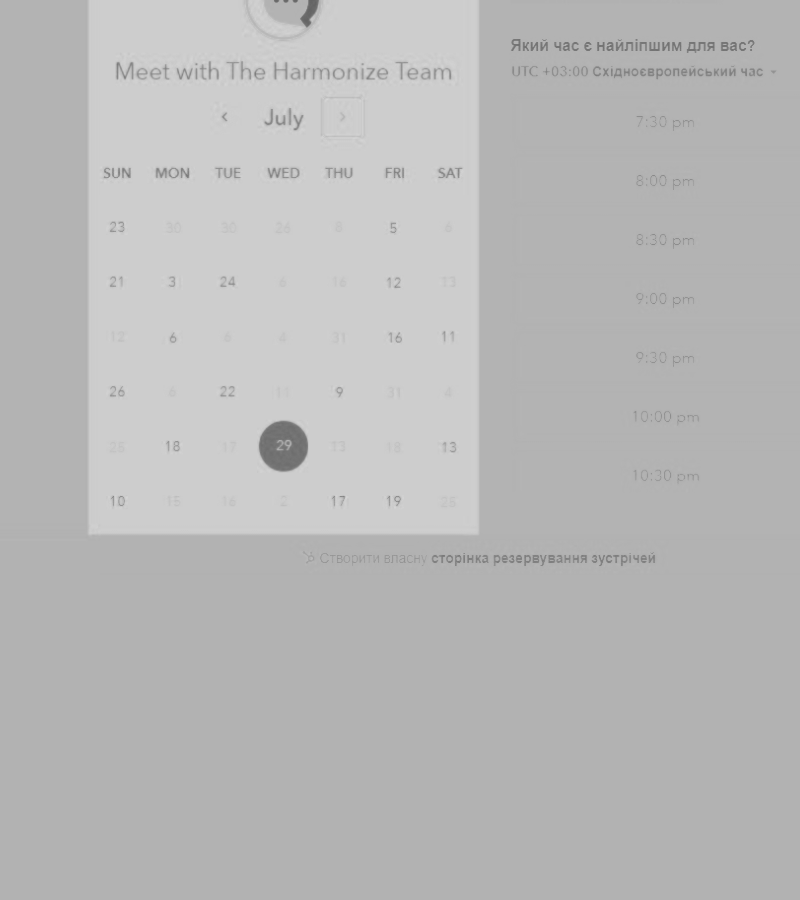 Meet with The Harmonize Team
July
SUN MON TUE WED THU FRI SAT
23 30 30 26 8 5 6
21 3 24 6 16 12 13
12 6 6 4 31 16 11
26 6 22 11 9 31 4
25 18 17 29 13 13
10 15 16 2 17 19 25
Який час є найліпшим для вас?
UTC +03:00 Східноєвропейський час
7:30 pm
8:00 pm
8:30 pm
9:00 pm
9:30 pm
10:00 pm
10:30 pm
Створити власну сторінка резервування зустрічей